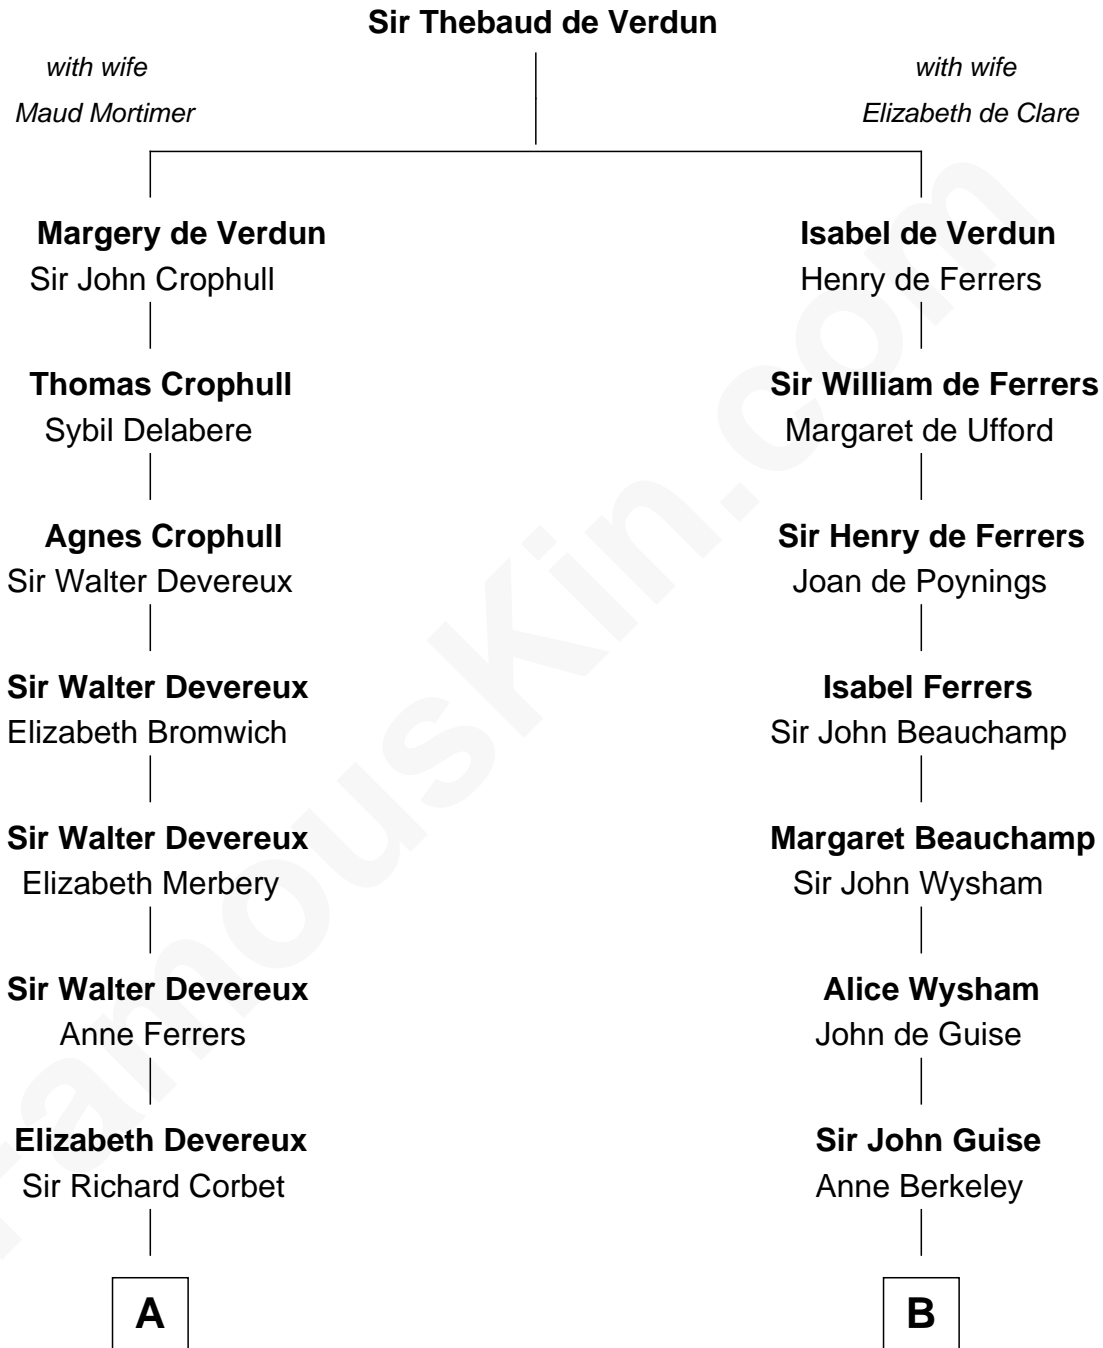 Sir Thebaud de Verdun
with wife
Maud Mortimer
with wife
Elizabeth de Clare
Margery de Verdun
Sir John Crophull
Thomas Crophull
Sybil Delabere
Agnes Crophull
Sir Walter Devereux
Sir Walter Devereux
Elizabeth Bromwich
Sir Walter Devereux
Elizabeth Merbery
Sir Walter Devereux
Anne Ferrers
Elizabeth Devereux
Sir Richard Corbet
A
Isabel de Verdun
Henry de Ferrers
Sir William de Ferrers
Margaret de Ufford
Sir Henry de Ferrers
Joan de Poynings
Isabel Ferrers
Sir John Beauchamp
Margaret Beauchamp
Sir John Wysham
Alice Wysham
John de Guise
Sir John Guise
Anne Berkeley
B
FamousKin.com